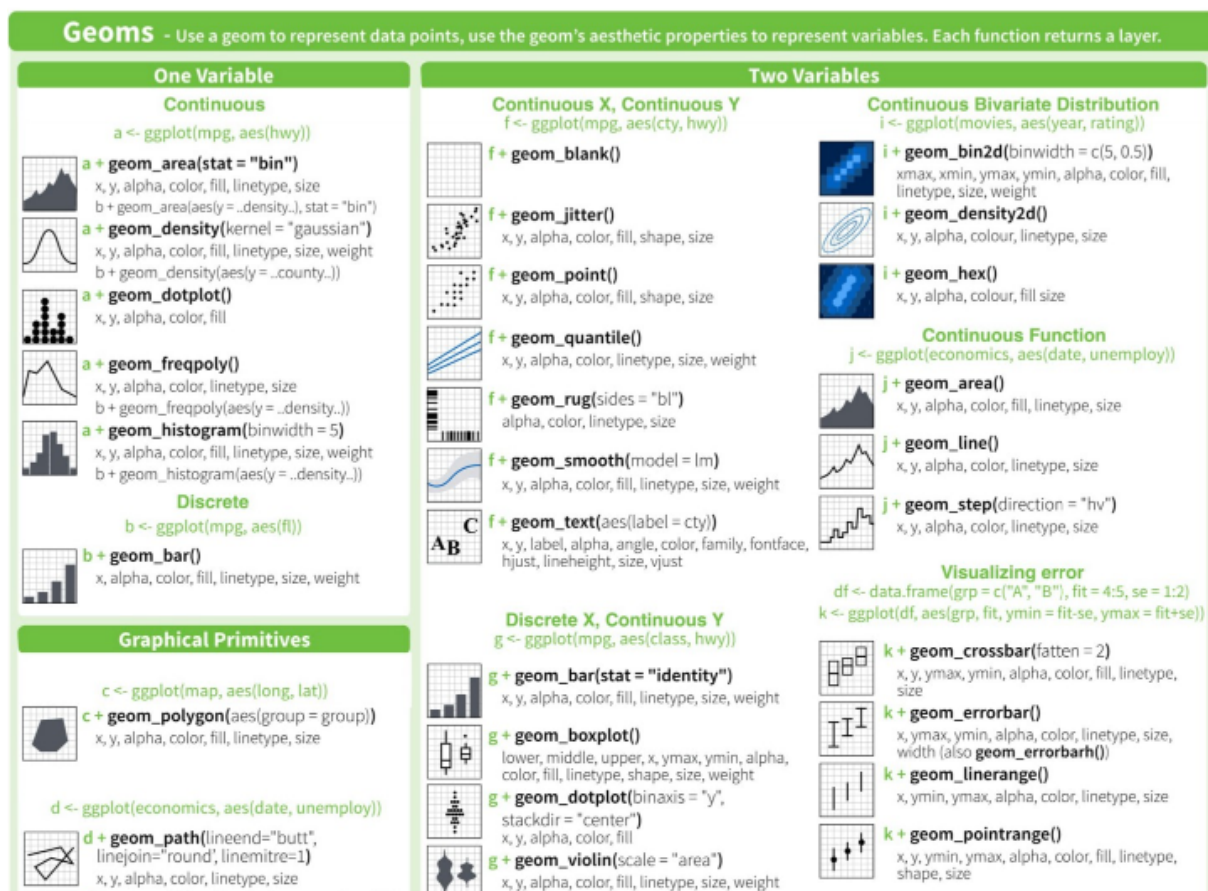 Geoms - Use a geom to represent data points, use the geom's aesthetic properties to represent variables. Each function returns a layer.
One Variable
Continuous
a <- ggplot(mpg, aes(hwy))
a + geom_area(stat = "bin")
x, y, alpha, color, fill, linetype, size
b + geom_area(aes(y = ..density..), stat = "bin")
a + geom_density(kernel = "gaussian")
x, y, alpha, color, fill, linetype, size, weight
b + geom_density(aes(y = ..county..))
a + geom_dotplot()
x, y, alpha, color, fill
a + geom_freqpoly()
x, y, alpha, color, linetype, size
b + geom_freqpoly(aes(y = ..density..))
a + geom_histogram(binwidth = 5)
x, y, alpha, color, fill, linetype, size, weight
b + geom_histogram(aes(y = ..density..))
Discrete
b <- ggplot(mpg, aes(fl))
b + geom_bar()
x, alpha, color, fill, linetype, size, weight
Graphical Primitives
c <- ggplot(map, aes(long, lat))
c + geom_polygon(aes(group = group))
x, y, alpha, color, fill, linetype, size
d <- ggplot(economics, aes(date, unemploy))
d + geom_path(lineend="butt",
linejoin="round', linemitre=1)
x, y, alpha, color, linetype, size
Two Variables
Continuous X, Continuous Y
f <- ggplot(mpg, aes(cty, hwy))
f + geom_blank()
f + geom_jitter()
x, y, alpha, color, fill, shape, size
f + geom_point()
x, y, alpha, color, fill, shape, size
f + geom_quantile()
x, y, alpha, color, linetype, size, weight
f + geom_rug(sides = "bl")
alpha, color, linetype, size
f + geom_smooth(model = lm)
x, y, alpha, color, fill, linetype, size, weight
C
AB
f + geom_text(aes(label = cty))
x, y, label, alpha, angle, color, family, fontface,
hjust, lineheight, size, vjust
Discrete X, Continuous Y
g <- ggplot(mpg, aes(class, hwy))
g + geom_bar(stat = "identity")
x, y, alpha, color, fill, linetype, size, weight
g + geom_boxplot()
lower, middle, upper, x, ymax, ymin, alpha,
color, fill, linetype, shape, size, weight
g + geom_dotplot(binaxis = "y",
stackdir = "center")
x, y, alpha, color, fill
g + geom_violin(scale = "area")
x, y, alpha, color, fill, linetype, size, weight
Continuous Bivariate Distribution
i <- ggplot(movies, aes(year, rating))
i + geom_bin2d(binwidth = c(5, 0.5))
xmax, xmin, ymax, ymin, alpha, color, fill,
linetype, size, weight
i + geom_density2d()
x, y, alpha, colour, linetype, size
i + geom_hex()
x, y, alpha, colour, fill size
Continuous Function
j <- ggplot(economics, aes(date, unemploy))
j + geom_area()
x, y, alpha, color, fill, linetype, size
j + geom_line()
x, y, alpha, color, linetype, size
j + geom_step(direction = "hv")
x, y, alpha, color, linetype, size
Visualizing error
df <- data.frame(grp = c("A", "B"), fit = 4:5, se = 1:2)
k <- ggplot(df, aes(grp, fit, ymin = fit-se, ymax = fit+se))
k + geom_crossbar(fatten = 2)
x, y, ymax, ymin, alpha, color, fill, linetype,
size
k + geom_errorbar()
x, ymax, ymin, alpha, color, linetype, size,
width (also geom_errorbarh())
k + geom_linerange()
x, ymin, ymax, alpha, color, linetype, size
k + geom_pointrange()
x, y, ymin, ymax, alpha, color, fill, linetype,
shape, size